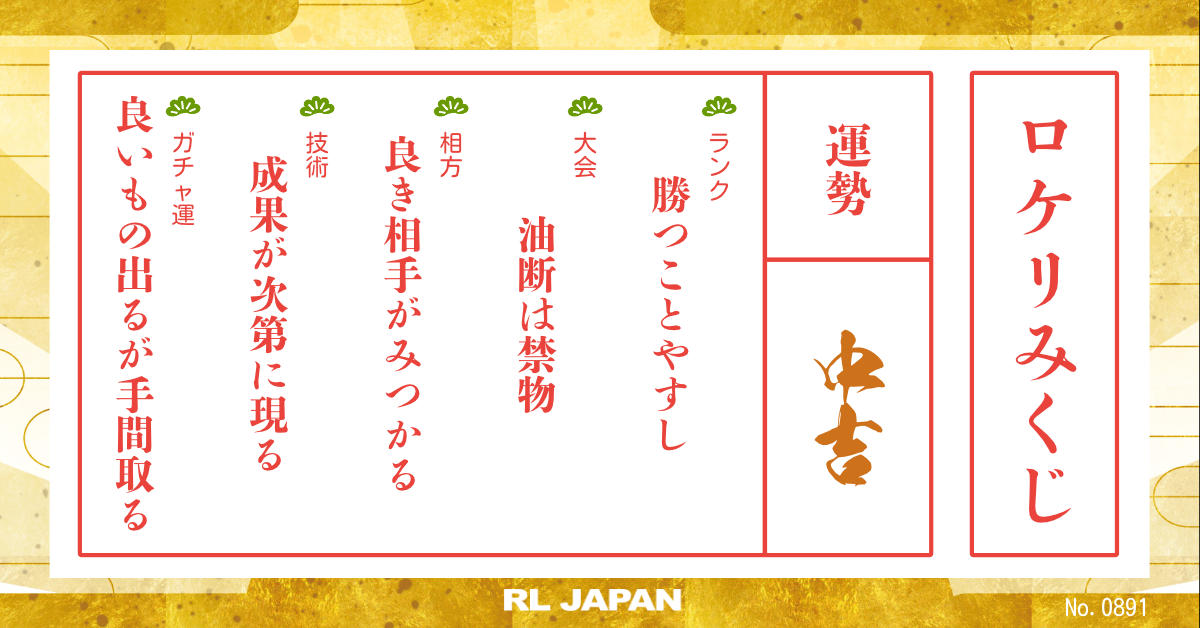 ロケリみくじ
運勢
中吉
ランク
勝つことやすし
大会
油断は禁物
相方
良き相手がみつかる
技術
成果が次第に現る
ガチャ運
良いもの出るが手間取る
RL JAPAN
No. 0891